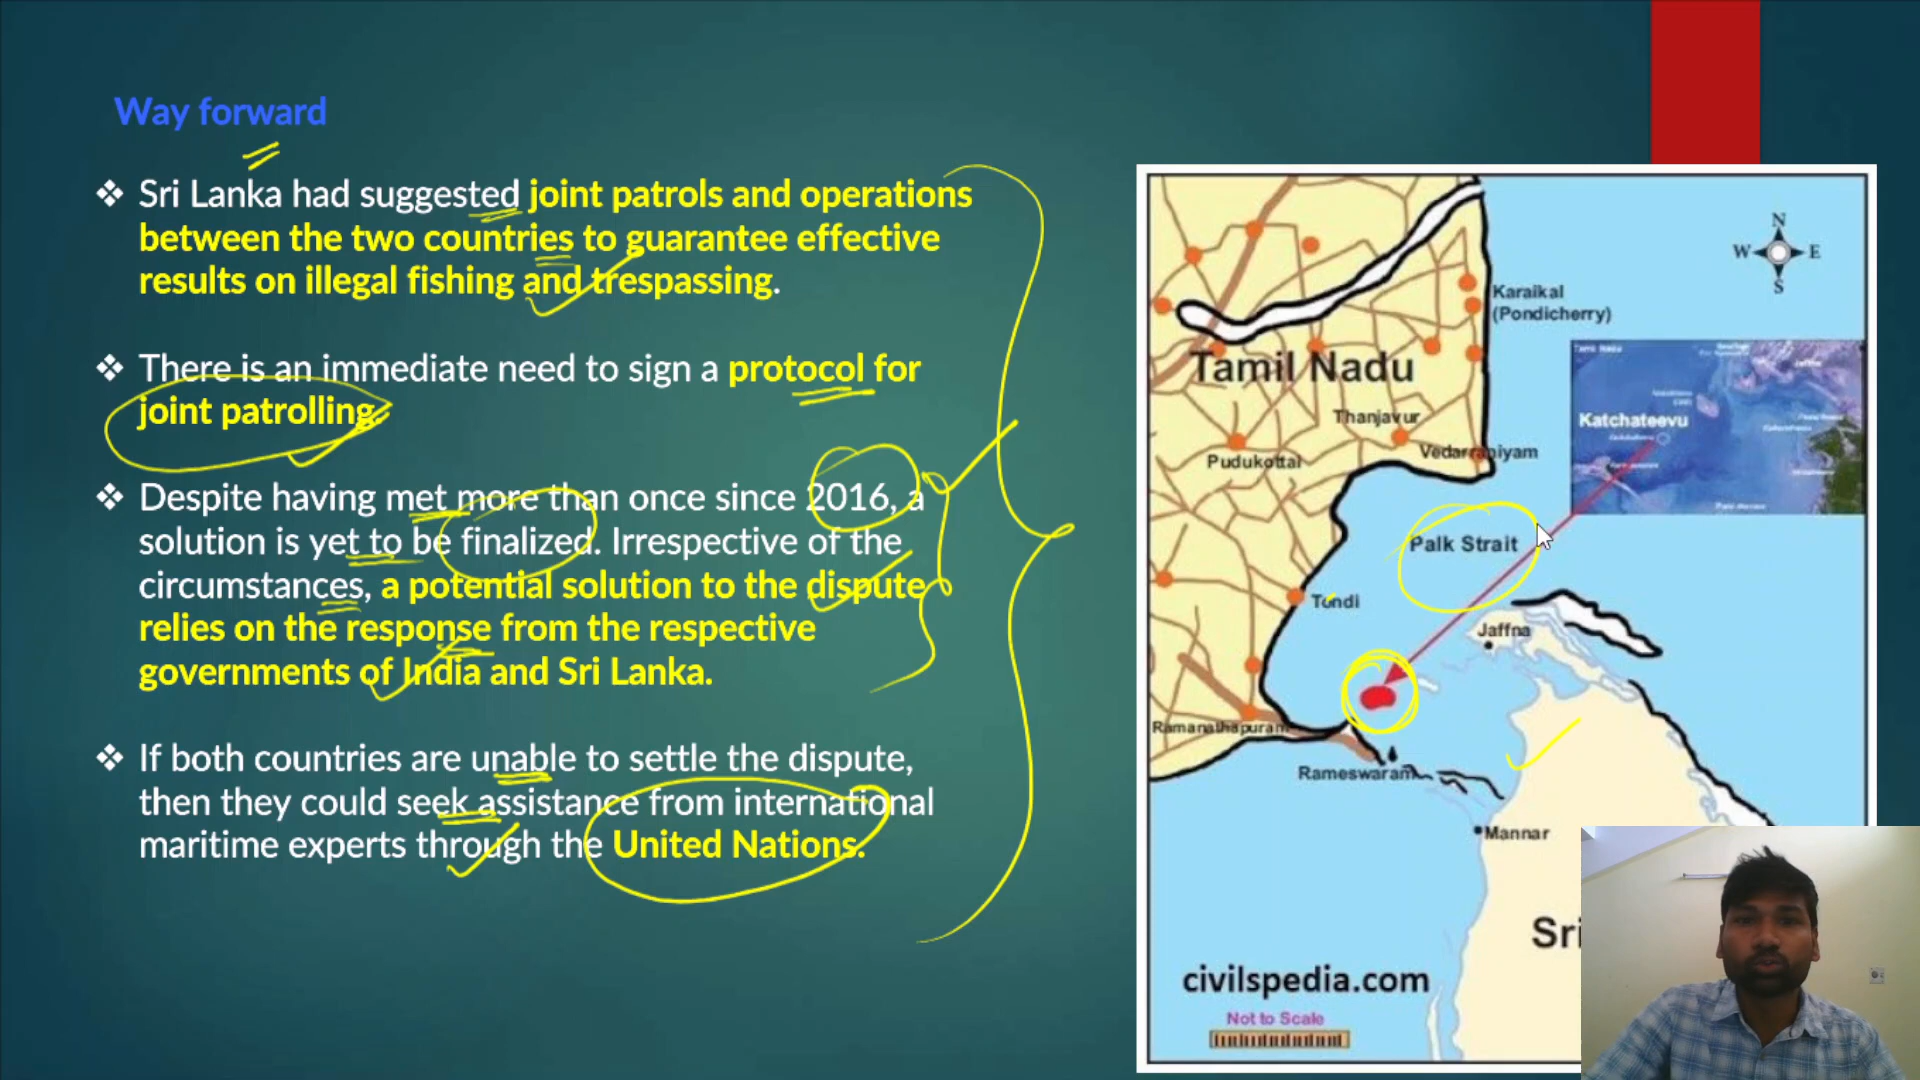 Way forward
❖ Sri Lanka had suggested joint patrols and operations
between the two countries to guarantee effective
results on illegal fishing and trespassing.
❖ There is an immediate need to sign a protocol for
joint patrolling.
❖ Despite having met more than once since 2016, a
solution is yet to be finalized. Irrespective of the
circumstances, a potential solution to the dispute
relies on the response from the respective
governments of India and Sri Lanka.
❖ If both countries are unable to settle the dispute,
then they could seek assistance from international
maritime experts through the United Nations.
N
W E
S
Karaikal
(Pondicherry)
Tamil Nadu
Thanjavur
Pudukottai
Vedarraniyam
Tamil Nadu
Jaffna
Katchateevu
Palk Strait
Tondi
Jaffna
Ramanathapuram
Rameswaram
Mannar
Sri
civilspedia.com
Not to Scale